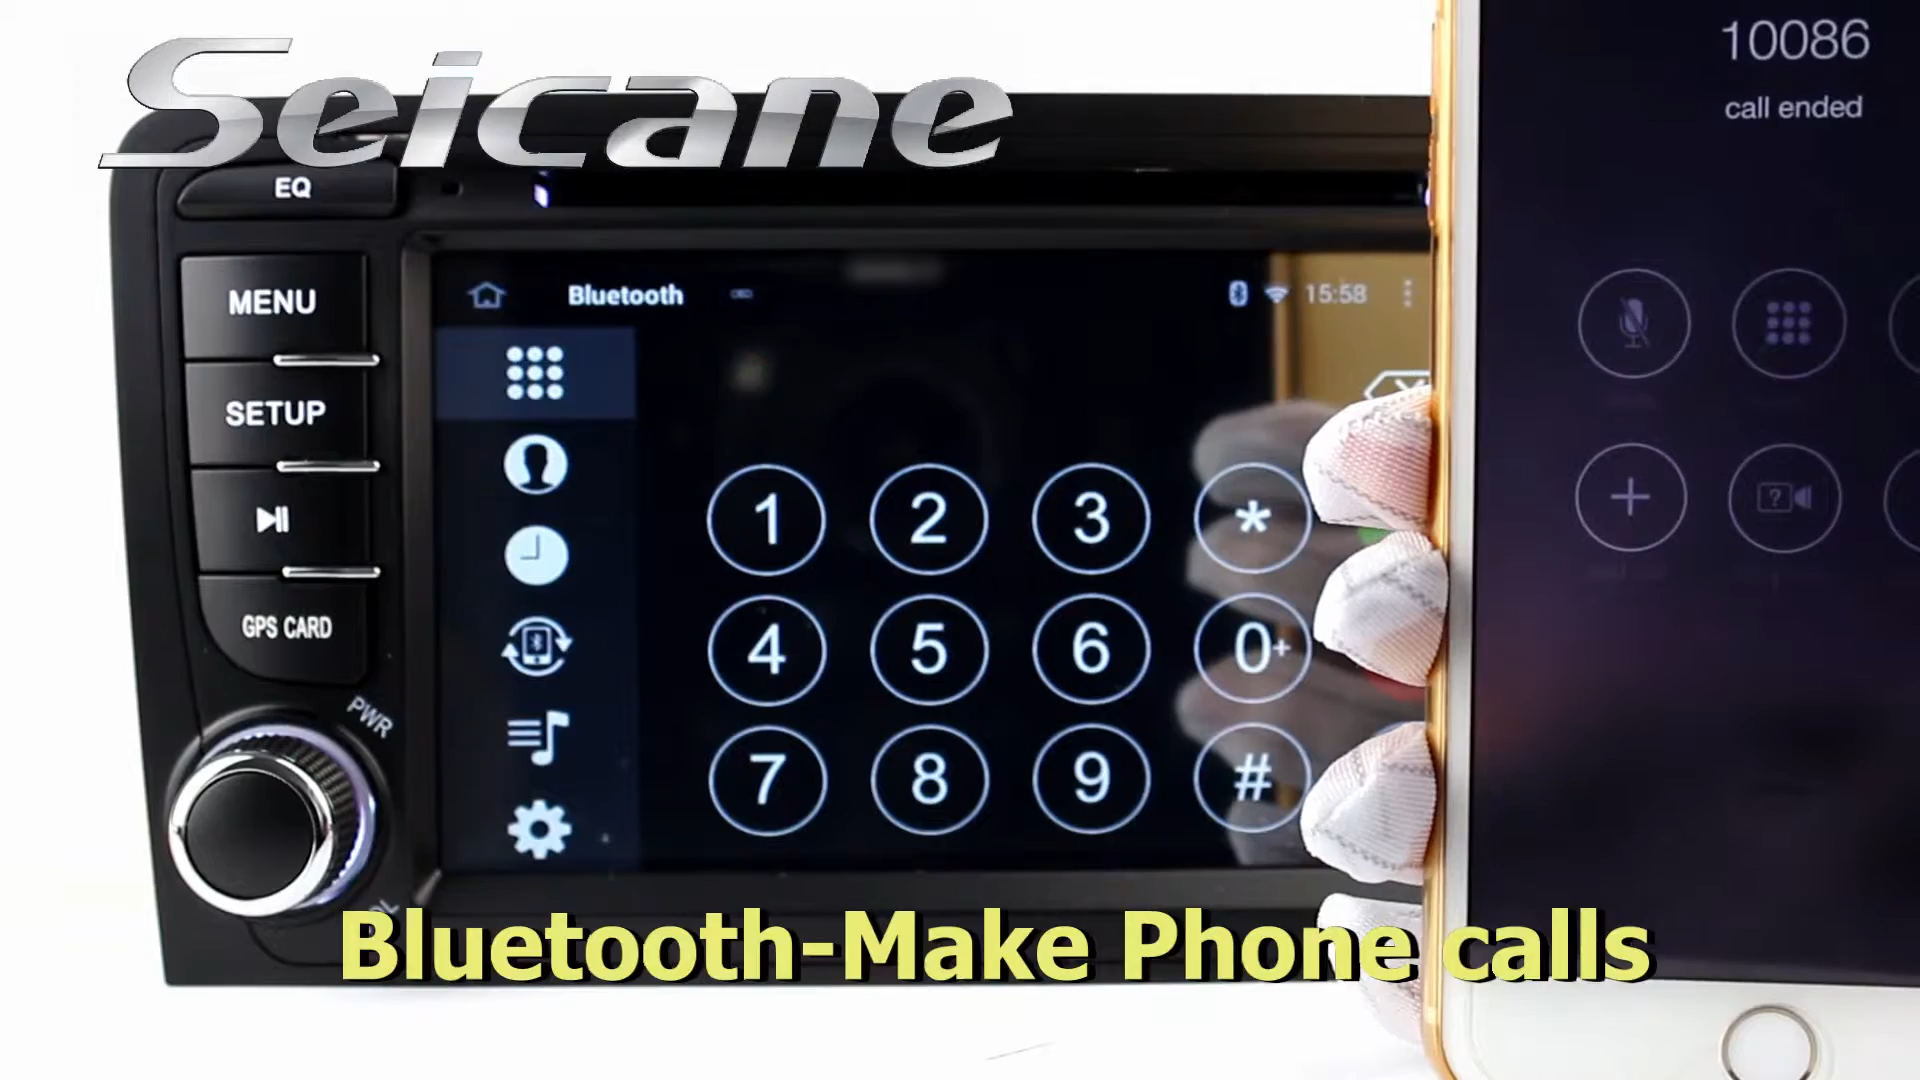 Seicane
10086
call ended
EQ
MENU
SETUP
GPS CARD
PWR
Bluetooth
15:58
1 2 3 *
4 5 6 0+
7 8 9 #
Bluetooth-Make Phone calls